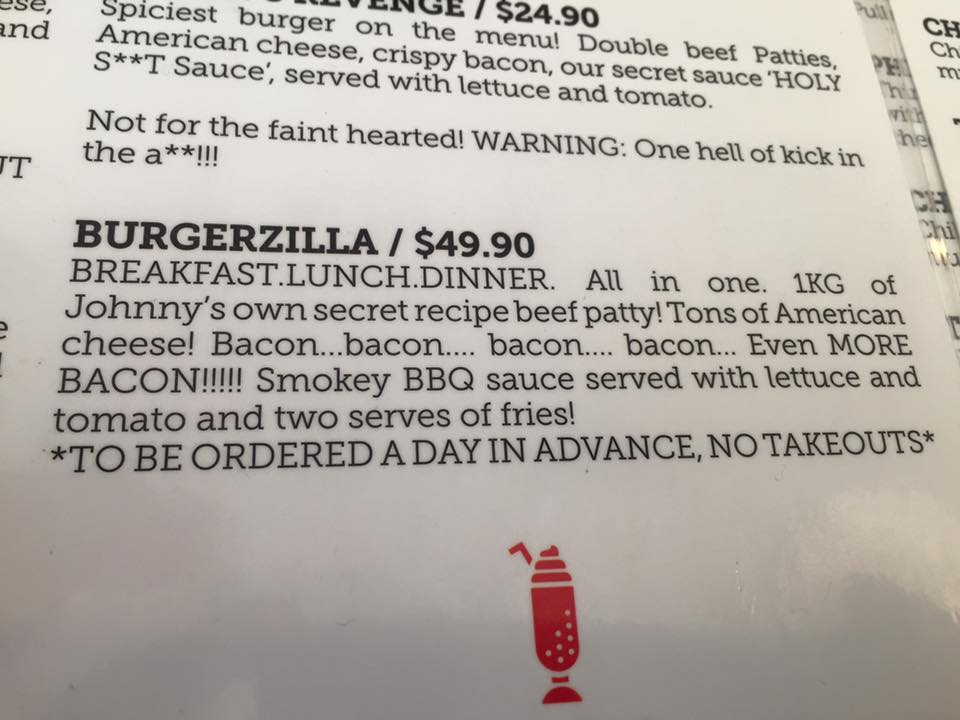 REVENGE / $24.90
Spiciest burger on the menu! Double beef Patties,
American cheese, crispy bacon, our secret sauce 'HOLY
S**T Sauce', served with lettuce and tomato.
Not for the faint hearted! WARNING: One hell of kick in
the a**!!!
BURGERZILLA / $49.90
BREAKFAST.LUNCH.DINNER. All in one. 1KG of
Johnny's own secret recipe beef patty! Tons of American
cheese! Bacon...bacon.... bacon.... bacon... Even MORE
BACON!!!!! Smokey BBQ sauce served with lettuce and
tomato and two serves of fries!
*TO BE ORDERED A DAY IN ADVANCE, NO TAKEOUTS*
and